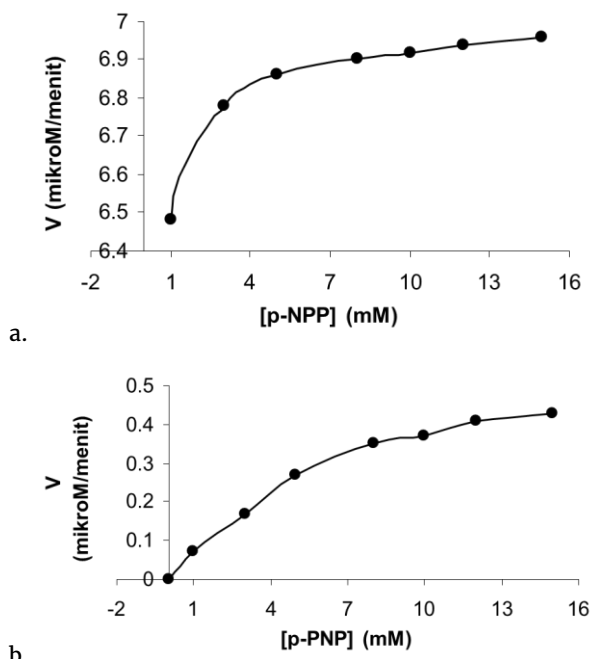 7
6.9
6.8
6.7
6.6
6.5
6.4
V (mikroM/menit)
-2 1 4 7 10 13 16
[p-NPP] (mM)
a.
0.5
0.4
0.3
0.2
0.1
0
V
(mikroM/menit)
-2 1 4 7 10 13 16
[p-PNP] (mM)
b.